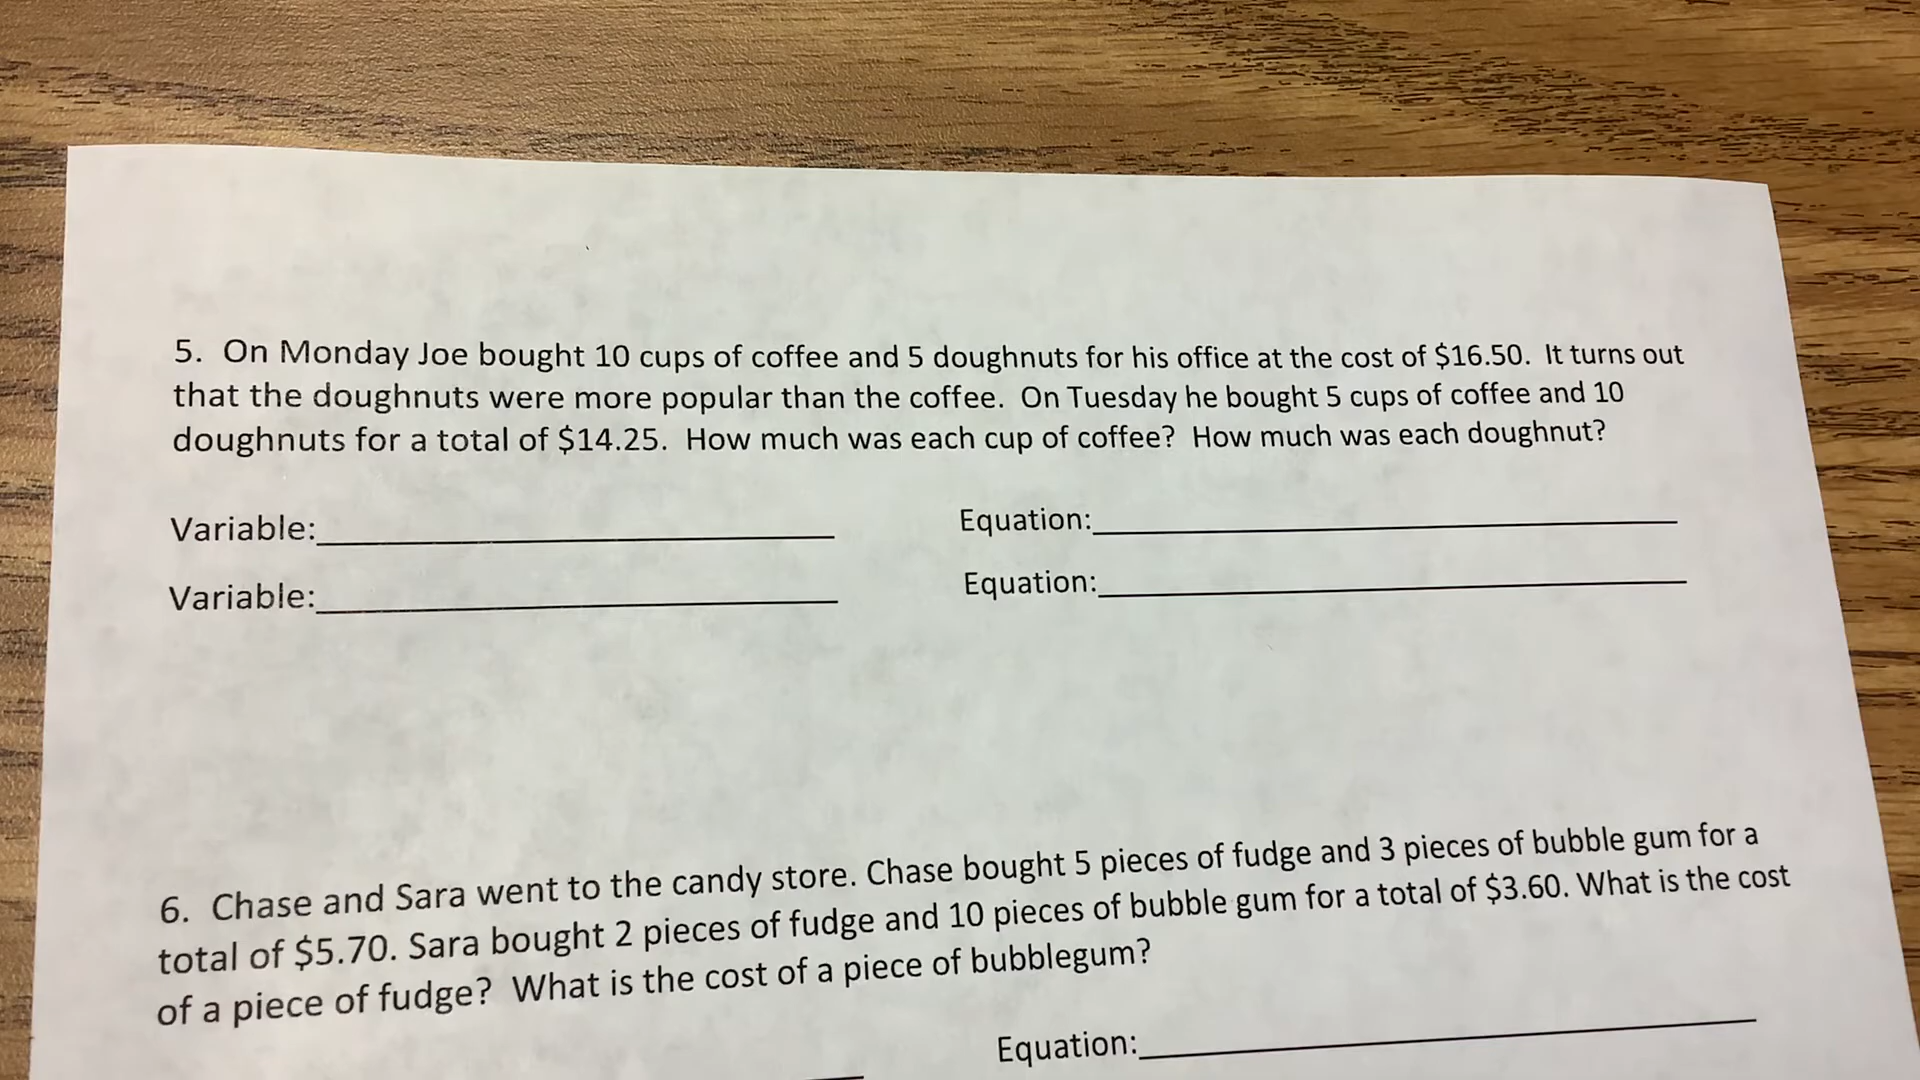 5. On Monday Joe bought 10 cups of coffee and 5 doughnuts for his office at the cost of $16.50. It turns out
that the doughnuts were more popular than the coffee. On Tuesday he bought 5 cups of coffee and 10
doughnuts for a total of $14.25. How much was each cup of coffee? How much was each doughnut?
Variable:____________ Equation:____________
Variable:____________ Equation:____________
6. Chase and Sara went to the candy store. Chase bought 5 pieces of fudge and 3 pieces of bubble gum for a
total of $5.70. Sara bought 2 pieces of fudge and 10 pieces of bubble gum for a total of $3.60. What is the cost
of a piece of fudge? What is the cost of a piece of bubblegum?
Equation:____________